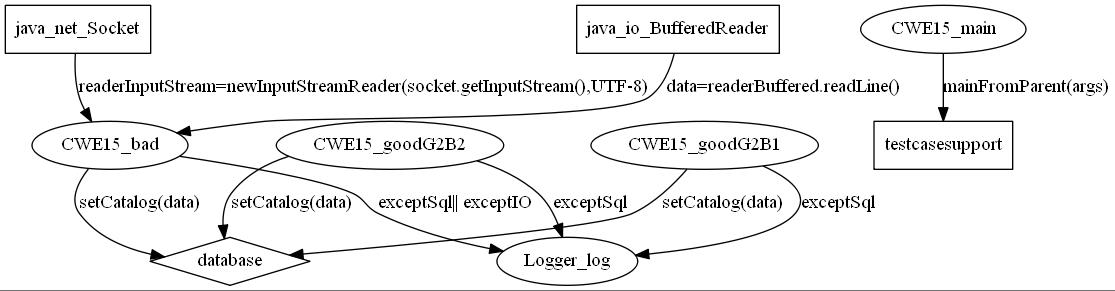 java_net_Socket
java_io_BufferedReader
CWE15_main
readerInputStream=newInputStreamReader(socket.getInputStream(),UTF-8)
data=readerBuffered.readLine()
mainFromParent(args)
CWE15_bad
CWE15_goodG2B2
CWE15_goodG2B1
testcasesupport
setCatalog(data)
setCatalog(data)
exceptSql|| exceptIO
exceptSql
setCatalog(data)
exceptSql
database
Logger_log